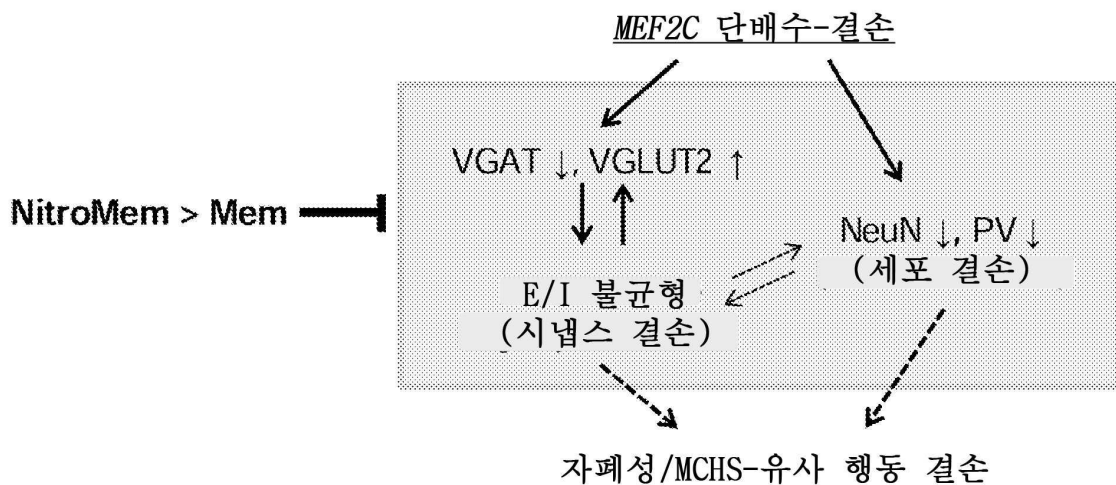 MEF2C 단배수-결손
VGAT ↓, VGLUT2 ↑
NitroMem > Mem
NeuN ↓, PV ↓
(세포 결손)
E/I 불균형
(시냅스 결손)
자폐성/MCHS-유사 행동 결손